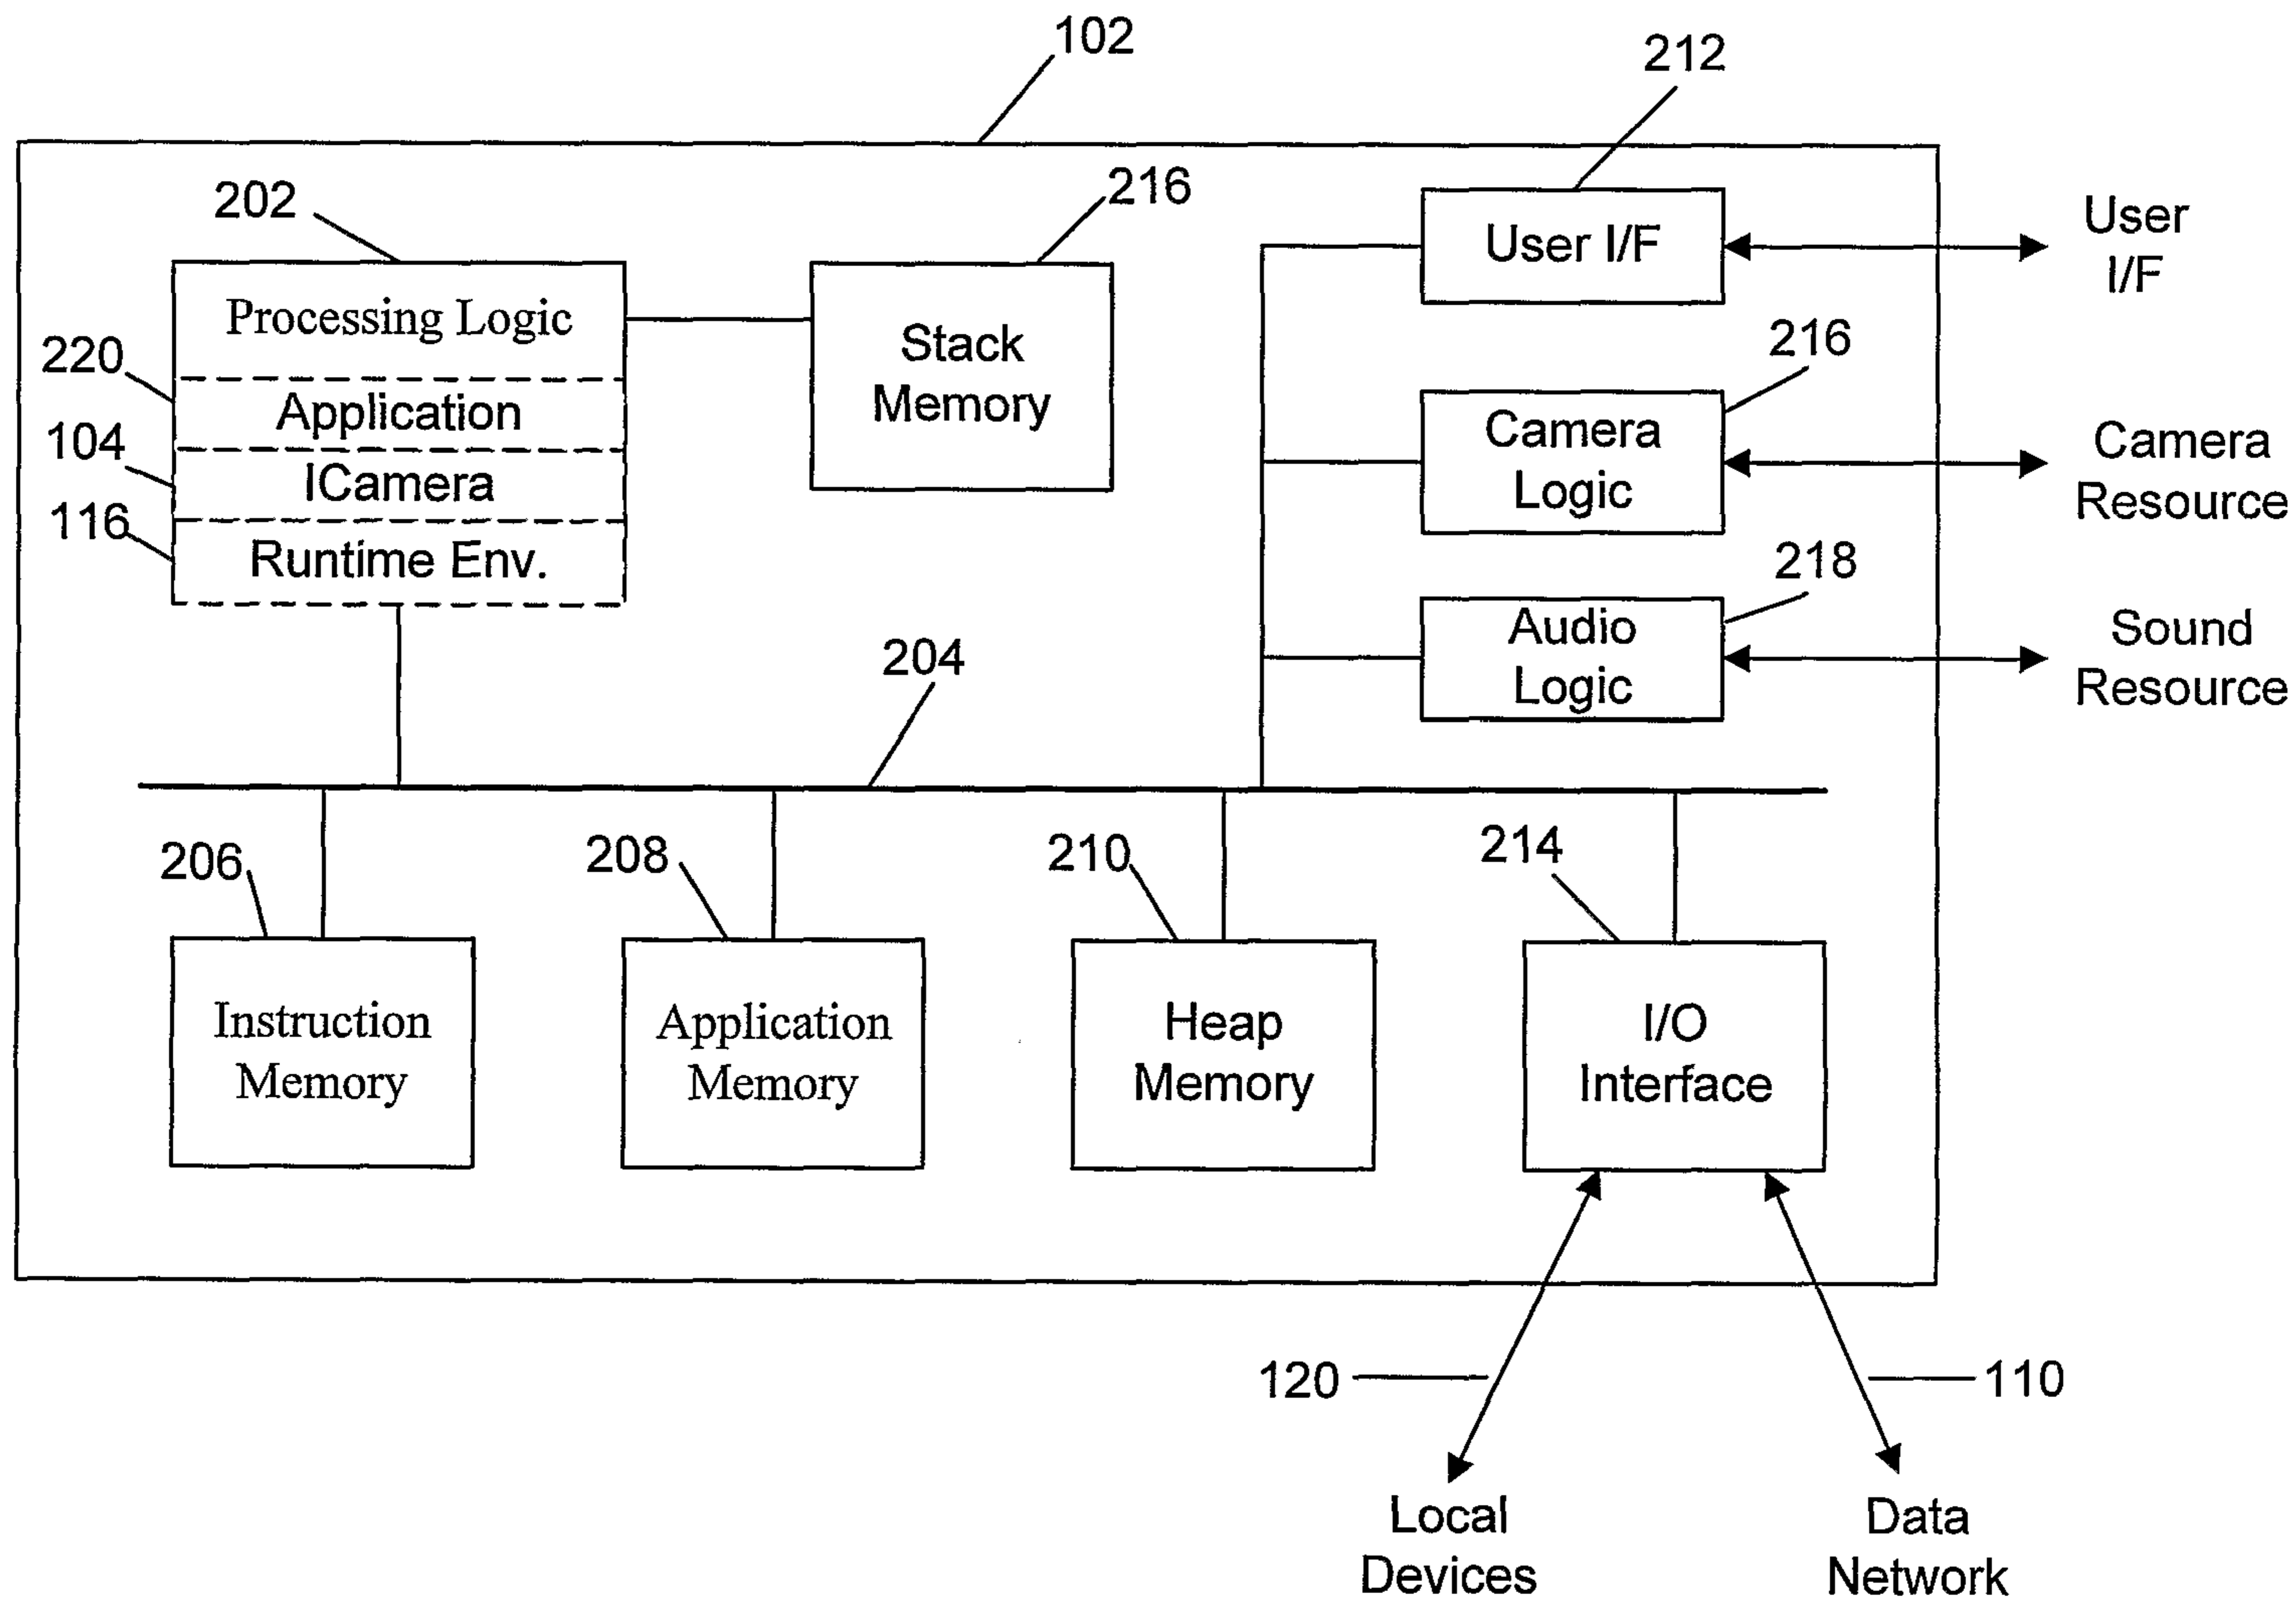 102
212
202
216
User I/F
User
I/F
Processing Logic
Stack
Memory
220
Application
216
Camera
Logic
Camera
Resource
104
ICamera
116
Runtime Env.
218
Audio
Logic
Sound
Resource
204
206
208
210
214
Instruction
Memory
Application
Memory
Heap
Memory
I/O
Interface
120
110
Local
Devices
Data
Network